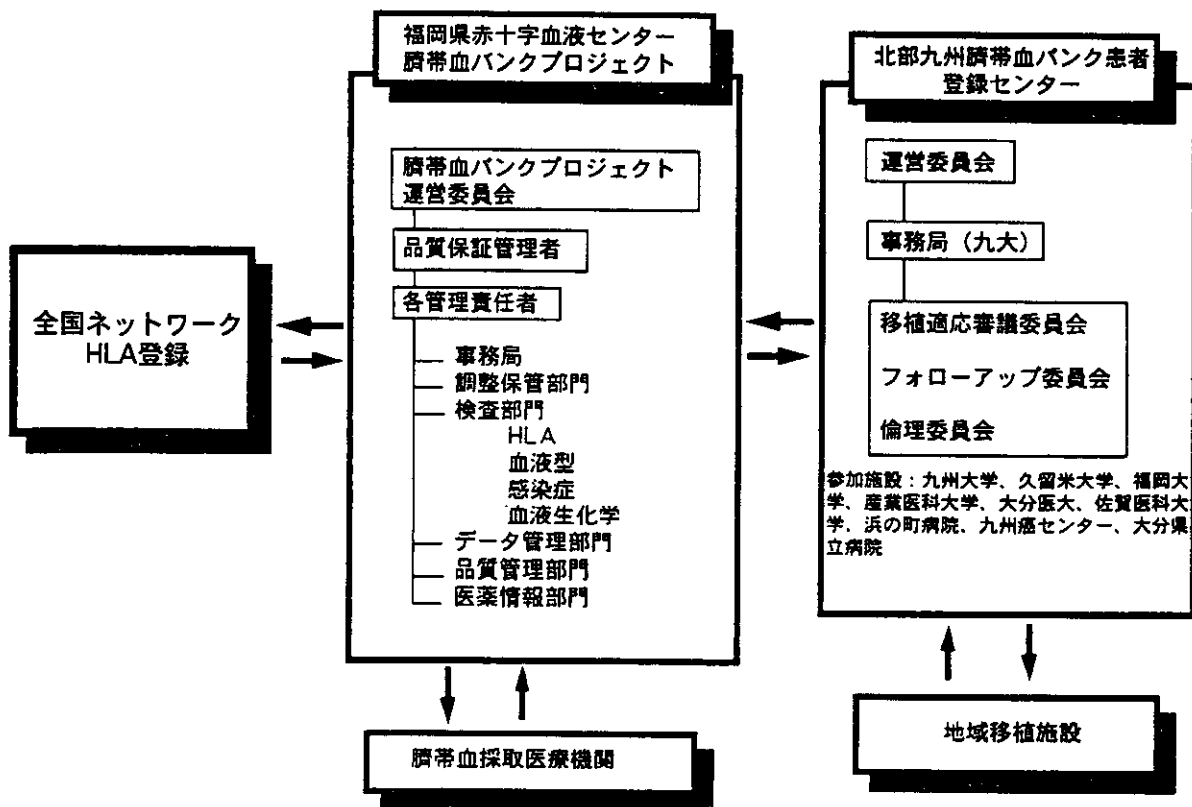 福岡県赤十字血液センター
臍帯血バンクプロジェクト
臍帯血バンクプロジェクト
運営委員会
品質保証管理者
各管理責任者
事務局
調整保管部門
検査部門
HLA
血液型
感染症
血液生化学
データ管理部門
品質管理部門
医薬情報部門
北部九州臍帯血バンク患者
登録センター
運営委員会
事務局（九大）
移植適応審議委員会
フォローアップ委員会
倫理委員会
参加施設：九州大学、久留米大学、福岡大
学、産業医科大学、大分医大、佐賀医科大
学、浜の町病院、九州癌センター、大分県
立病院
全国ネットワーク
HLA登録
臍帯血採取医療機関
地域移植施設